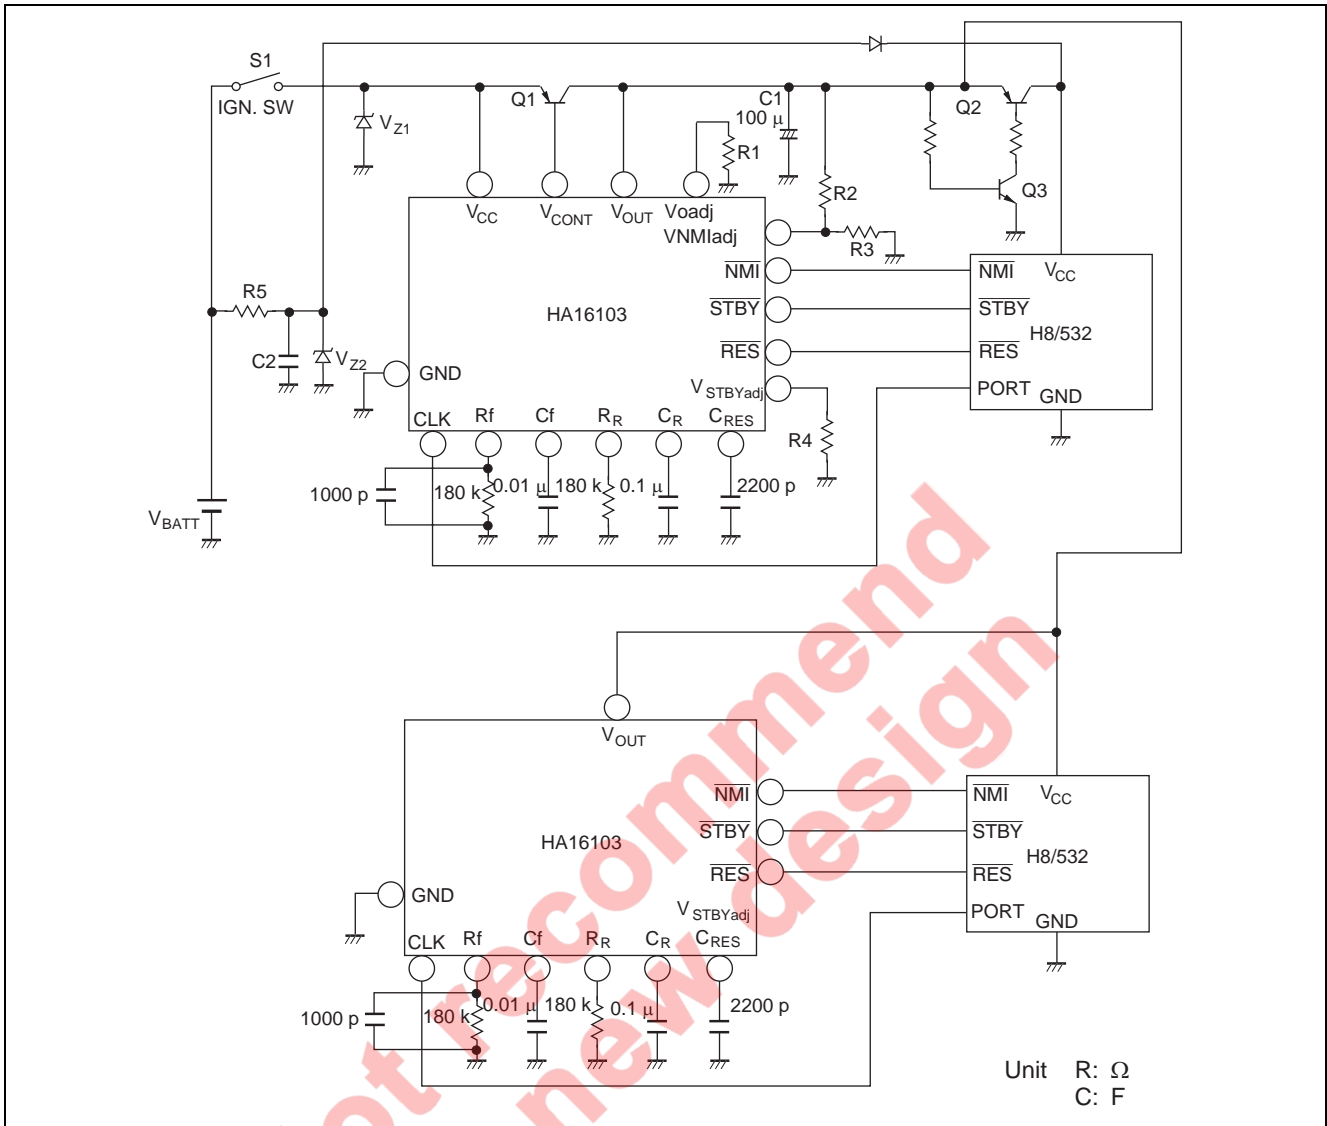 S1
IGN. SW
VZ1
Q1
C1
100 μ
R1
Q2
Q3
R2
R3
VCC
VCONT
VOUT
Voadj
VNMIadj
NMI
STBY
RES
VSTBYadj
HA16103
GND
CLK
Rf
Cf
RR
CR
CRES
R5
C2
VZ2
VBATT
R4
1000 p
180 k
0.01 μ
180 k
0.1 μ
2200 p
NMI
VCC
STBY
H8/532
RES
PORT
GND
VOUT
NMI
STBY
RES
HA16103
VSTBYadj
GND
CLK
Rf
Cf
RR
CR
CRES
1000 p
180 k
0.01 μ
180 k
0.1 μ
2200 p
NMI
VCC
STBY
H8/532
RES
PORT
GND
Unit R: Ω
C: F
ot recommend
new design